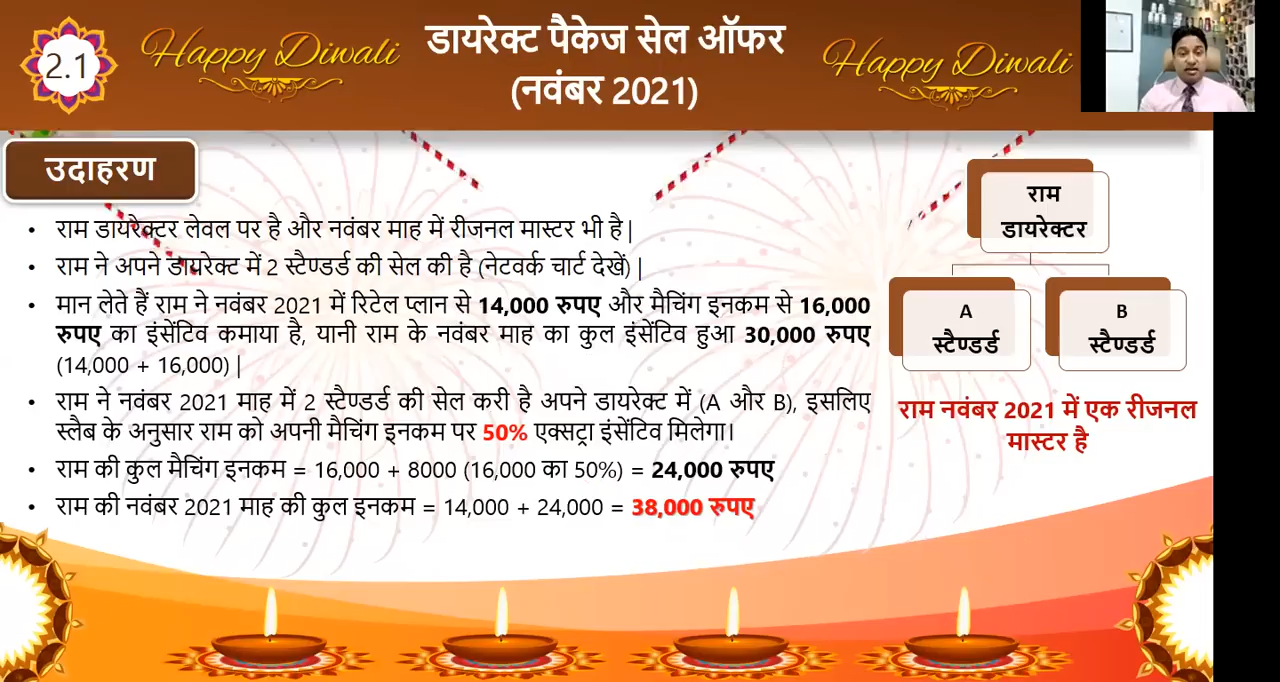 2.1
Happy Diwali
डायरेक्ट पैकेज सेल ऑफर
(नवंबर 2021)
Happy Diwali
उदाहरण
• राम डायरेक्टर लेवल पर है और नवंबर माह में रीजनल मास्टर भी है |
• राम ने अपने डायरेक्ट में 2 स्टैण्डर्ड की सेल की है (नेटवर्क चार्ट देखें) |
• मान लेते हैं राम ने नवंबर 2021 में रिटेल प्लान से 14,000 रुपए और मैचिंग इनकम से 16,000
रुपए का इंसेंटिव कमाया है, यानी राम के नवंबर माह का कुल इंसेंटिव हुआ 30,000 रुपए
(14,000 + 16,000) |
• राम ने नवंबर 2021 माह में 2 स्टैण्डर्ड की सेल करी है अपने डायरेक्ट में (A और B), इसलिए
स्लैब के अनुसार राम को अपनी मैचिंग इनकम पर 50% एक्सट्रा इंसेंटिव मिलेगा।
• राम की कुल मैचिंग इनकम = 16,000 + 8000 (16,000 का 50%) = 24,000 रुपए
• राम की नवंबर 2021 माह की कुल इनकम = 14,000 + 24,000 = 38,000 रुपए
राम
डायरेक्टर
A
स्टैण्डर्ड
B
स्टैण्डर्ड
राम नवंबर 2021 में एक रीजनल
मास्टर है